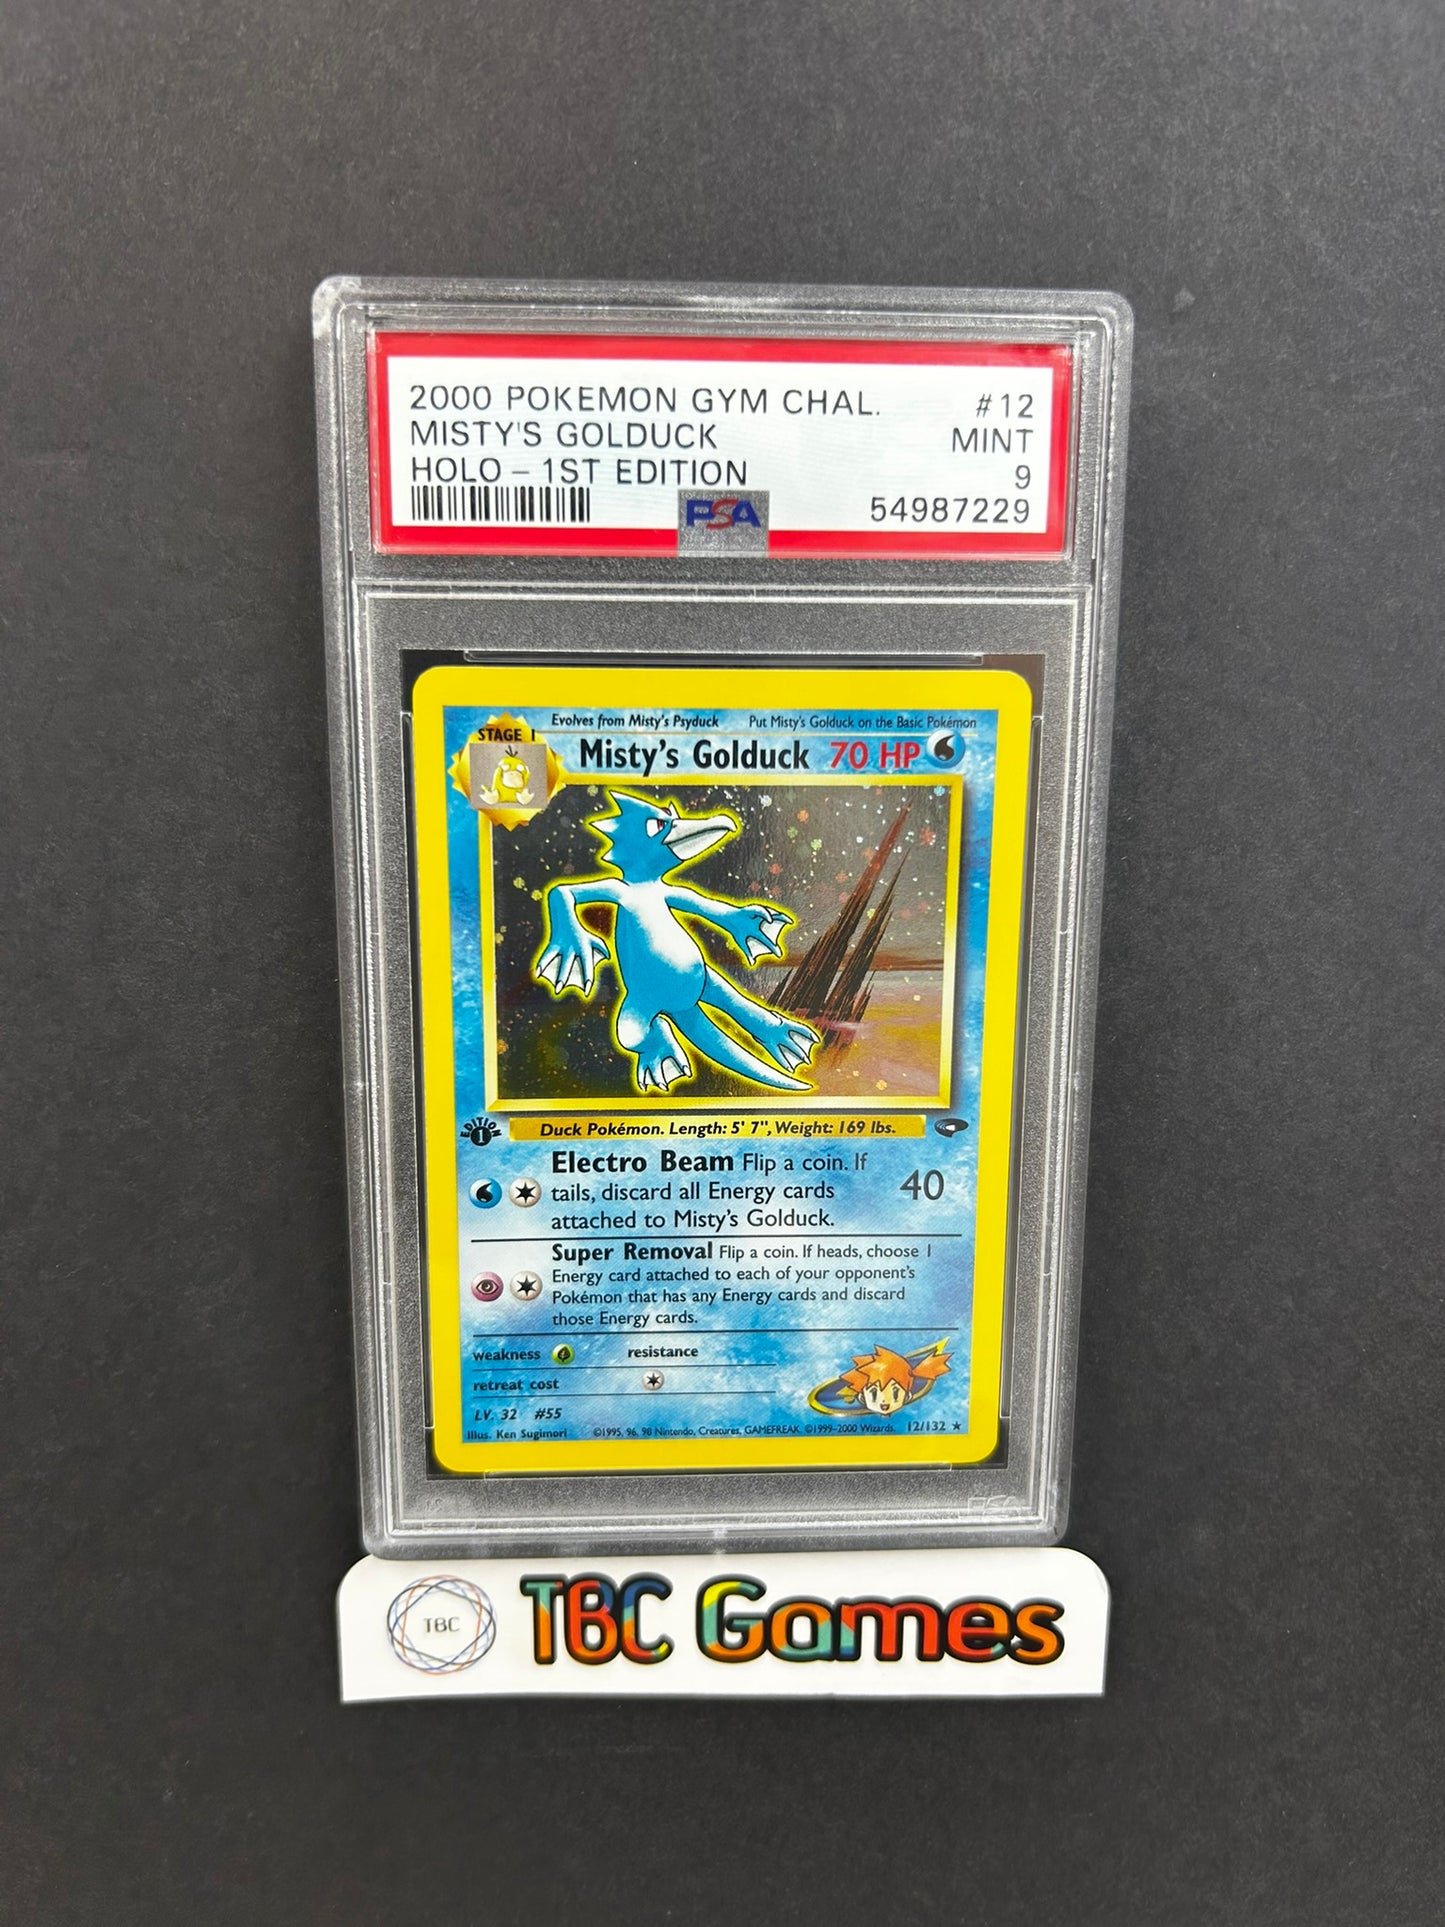 2000 POKEMON GYM CHAL. #12
MISTY'S GOLDUCK MINT
HOLO – 1ST EDITION 9
PSA 54987229
Evolves from Misty's Psyduck Put Misty's Golduck on the Basic Pokémon
STAGE 1
Misty's Golduck 70 HP
EDITION 1
Duck Pokémon. Length: 5' 7", Weight: 169 lbs.
Electro Beam Flip a coin. If
tails, discard all Energy cards 40
attached to Misty's Golduck.
Super Removal Flip a coin. If heads, choose 1
Energy card attached to each of your opponent's
Pokémon that has any Energy cards and discard
those Energy cards.
weakness resistance
retreat cost
LV. 32 #55
Illus. Ken Sugimori ©1995, 96, 98 Nintendo, Creatures, GAMEFREAK. ©1999-2000 Wizards. 12/132 ★
PSA
TBC TBC Games